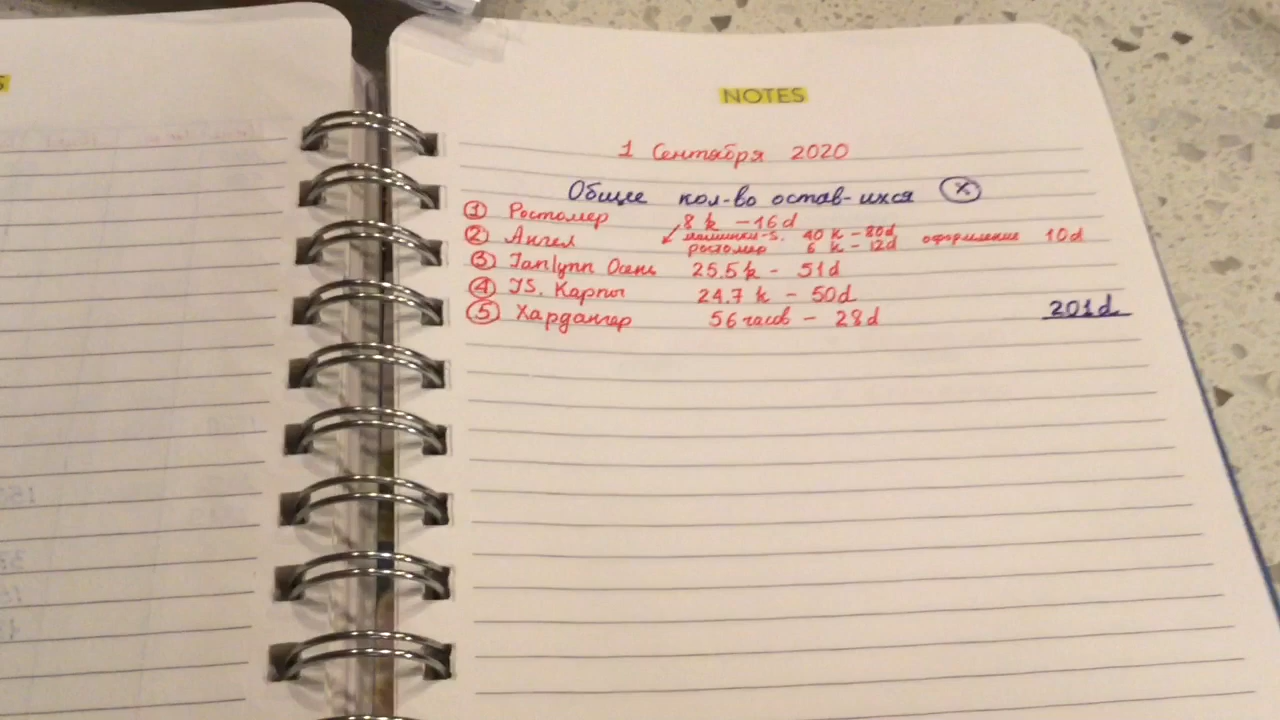 NOTES
1 Сентября 2020
Общее кол-во остав-ихся X
1 Ростомер 8 k - 16 d
2 Ангел машинки-S. 40 k - 80d оформление 10d
ростомер 6 k - 12d
3 Janlynn Осень 25.5 k - 51d
4 JS. Карпы 24.7 k - 50d
5 Хардангер 56 часов - 28d 201d